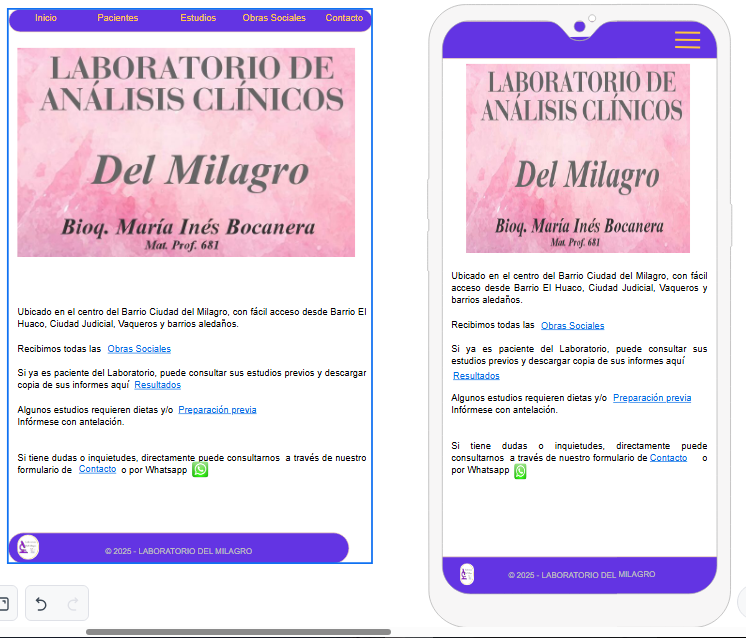 Inicio Pacientes Estudios Obras Sociales Contacto
LABORATORIO DE
ANÁLISIS CLÍNICOS
Del Milagro
Bioq. María Inés Bocanera
Mat. Prof. 681
Ubicado en el centro del Barrio Ciudad del Milagro, con fácil acceso desde Barrio El
Huaco, Ciudad Judicial, Vaqueros y barrios aledaños.
Recibimos todas las Obras Sociales
Si ya es paciente del Laboratorio, puede consultar sus estudios previos y descargar
copia de sus informes aquí Resultados
Algunos estudios requieren dietas y/o Preparación previa
Infórmese con antelación.
Si tiene dudas o inquietudes, directamente puede consultarnos a través de nuestro
formulario de Contacto o por Whatsapp
© 2025 - LABORATORIO DEL MILAGRO
LABORATORIO DE
ANÁLISIS CLÍNICOS
Del Milagro
Bioq. María Inés Bocanera
Mat. Prof. 681
Ubicado en el centro del Barrio Ciudad del Milagro, con fácil
acceso desde Barrio El Huaco, Ciudad Judicial, Vaqueros y
barrios aledaños.
Recibimos todas las Obras Sociales
Si ya es paciente del Laboratorio, puede consultar sus
estudios previos y descargar copia de sus informes aquí
Resultados
Algunos estudios requieren dietas y/o Preparación previa
Infórmese con antelación.
Si tiene dudas o inquietudes, directamente puede
consultarnos a través de nuestro formulario de Contacto o
por Whatsapp
© 2025 - LABORATORIO DEL MILAGRO